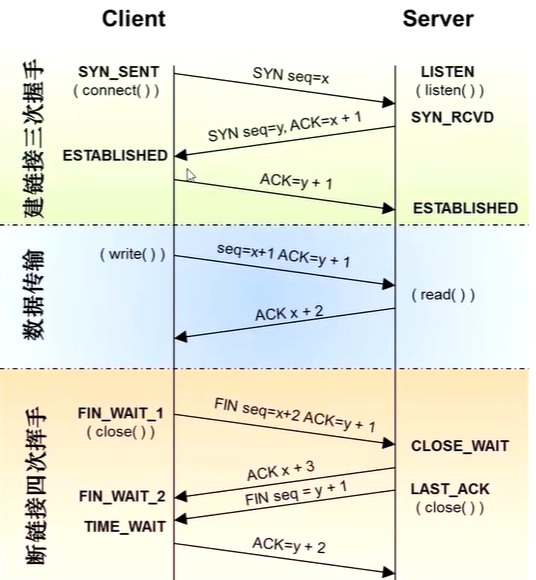 Client
Server
建链接三次握手
SYN_SENT
( connect( ) )
SYN seq=x
LISTEN
( listen( ) )
SYN_RCVD
SYN seq=y, ACK=x + 1
ESTABLISHED
ACK=y + 1
ESTABLISHED
数据传输
( write( ) )
seq=x+1 ACK=y + 1
( read( ) )
ACK x + 2
断链接四次挥手
FIN_WAIT_1
( close( ) )
FIN seq=x+2 ACK=y + 1
CLOSE_WAIT
ACK x + 3
FIN_WAIT_2
FIN seq = y + 1
LAST_ACK
( close( ) )
TIME_WAIT
ACK=y + 2